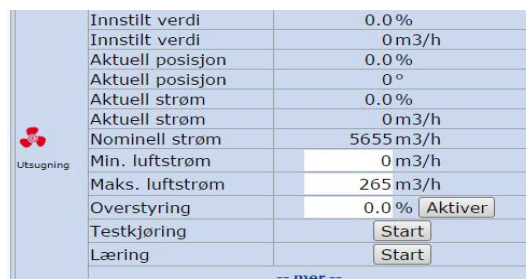 Innstilt verdi 0.0 %
Innstilt verdi 0 m3/h
Aktuell posisjon 0.0 %
Aktuell posisjon 0 °
Aktuell strøm 0.0 %
Aktuell strøm 0 m3/h
Nominell strøm 5655 m3/h
Utsugning
Min. luftstrøm 0 m3/h
Maks. luftstrøm 265 m3/h
Overstyring 0.0 % Aktiver
Testkjøring Start
Læring Start
-- mer --